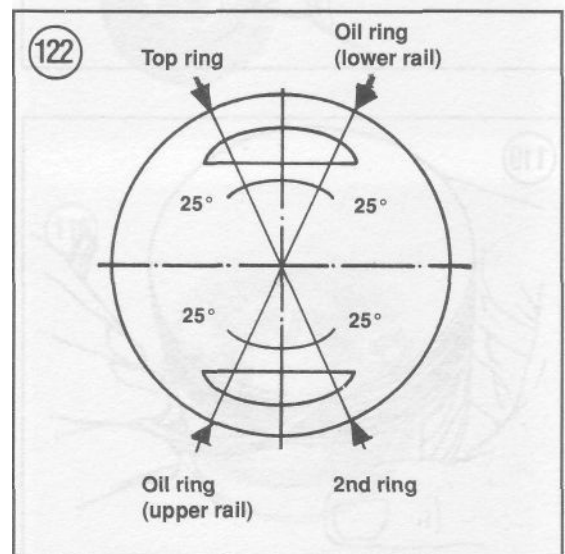 122
Top ring
Oil ring
(lower rail)
25°
25°
25°
25°
Oil ring
(upper rail)
2nd ring